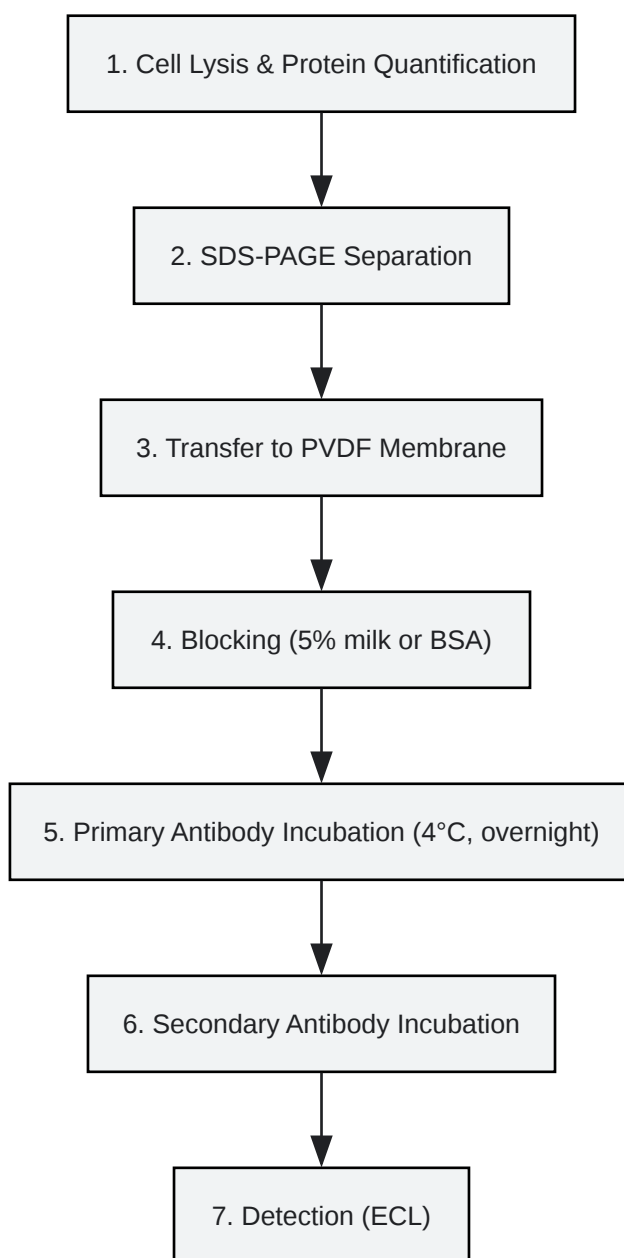 1. Cell Lysis & Protein Quantification
2. SDS-PAGE Separation
3. Transfer to PVDF Membrane
4. Blocking (5% milk or BSA)
5. Primary Antibody Incubation (4°C, overnight)
6. Secondary Antibody Incubation
7. Detection (ECL)